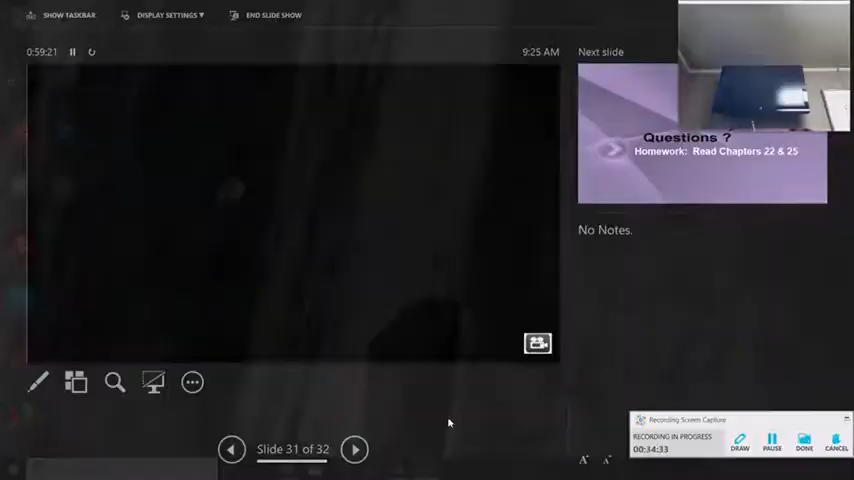 SHOW TASKBAR DISPLAY SETTINGS ▼ END SLIDE SHOW
0:59:21 9:25 AM
Next slide
Questions ?
Homework: Read Chapters 22 & 25
No Notes.
Slide 31 of 32
A A
Recording Screen Capture
RECORDING IN PROGRESS
00:34:33
DRAW PAUSE DONE CANCEL